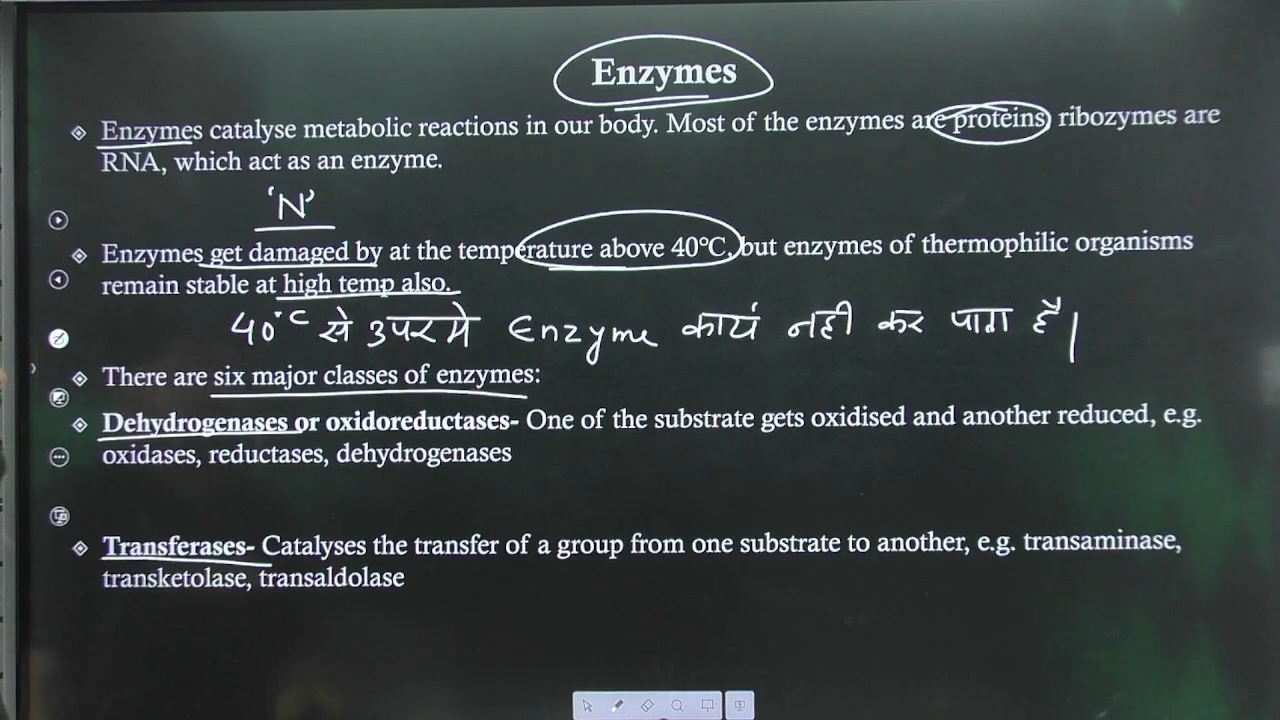 Enzymes
Enzymes catalyse metabolic reactions in our body. Most of the enzymes are proteins, ribozymes are
RNA, which act as an enzyme.
'N'
Enzymes get damaged by at the temperature above 40°C, but enzymes of thermophilic organisms
remain stable at high temp also.
40°C से उपर मे Enzyme कार्य नही कर पाता है।
There are six major classes of enzymes:
Dehydrogenases or oxidoreductases- One of the substrate gets oxidised and another reduced, e.g.
oxidases, reductases, dehydrogenases
Transferases- Catalyses the transfer of a group from one substrate to another, e.g. transaminase,
transketolase, transaldolase